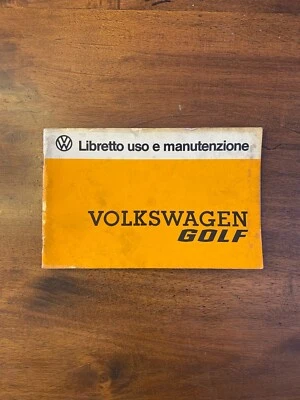 Libretto uso e manutenzione
VOLKSWAGEN
GOLF